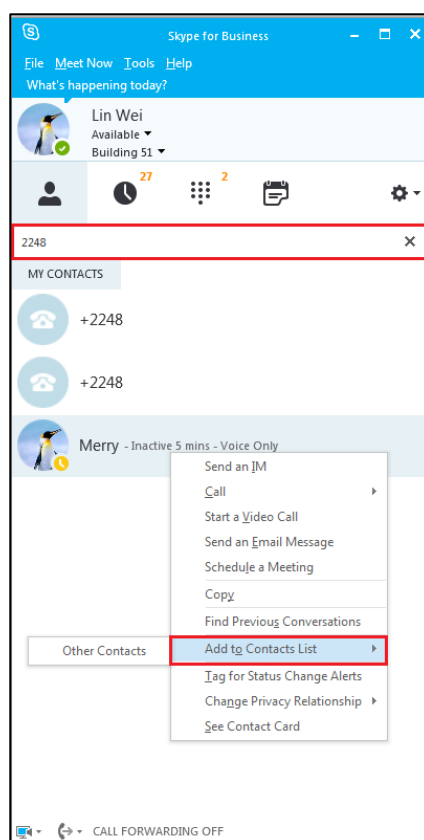 Skype for Business
File Meet Now Tools Help
What's happening today?
Lin Wei
Available
Building 51
27
2
2248
MY CONTACTS
+2248
+2248
Merry - Inactive 5 mins - Voice Only
Send an IM
Call
Start a Video Call
Send an Email Message
Schedule a Meeting
Copy
Find Previous Conversations
Other Contacts
Add to Contacts List
Tag for Status Change Alerts
Change Privacy Relationship
See Contact Card
CALL FORWARDING OFF